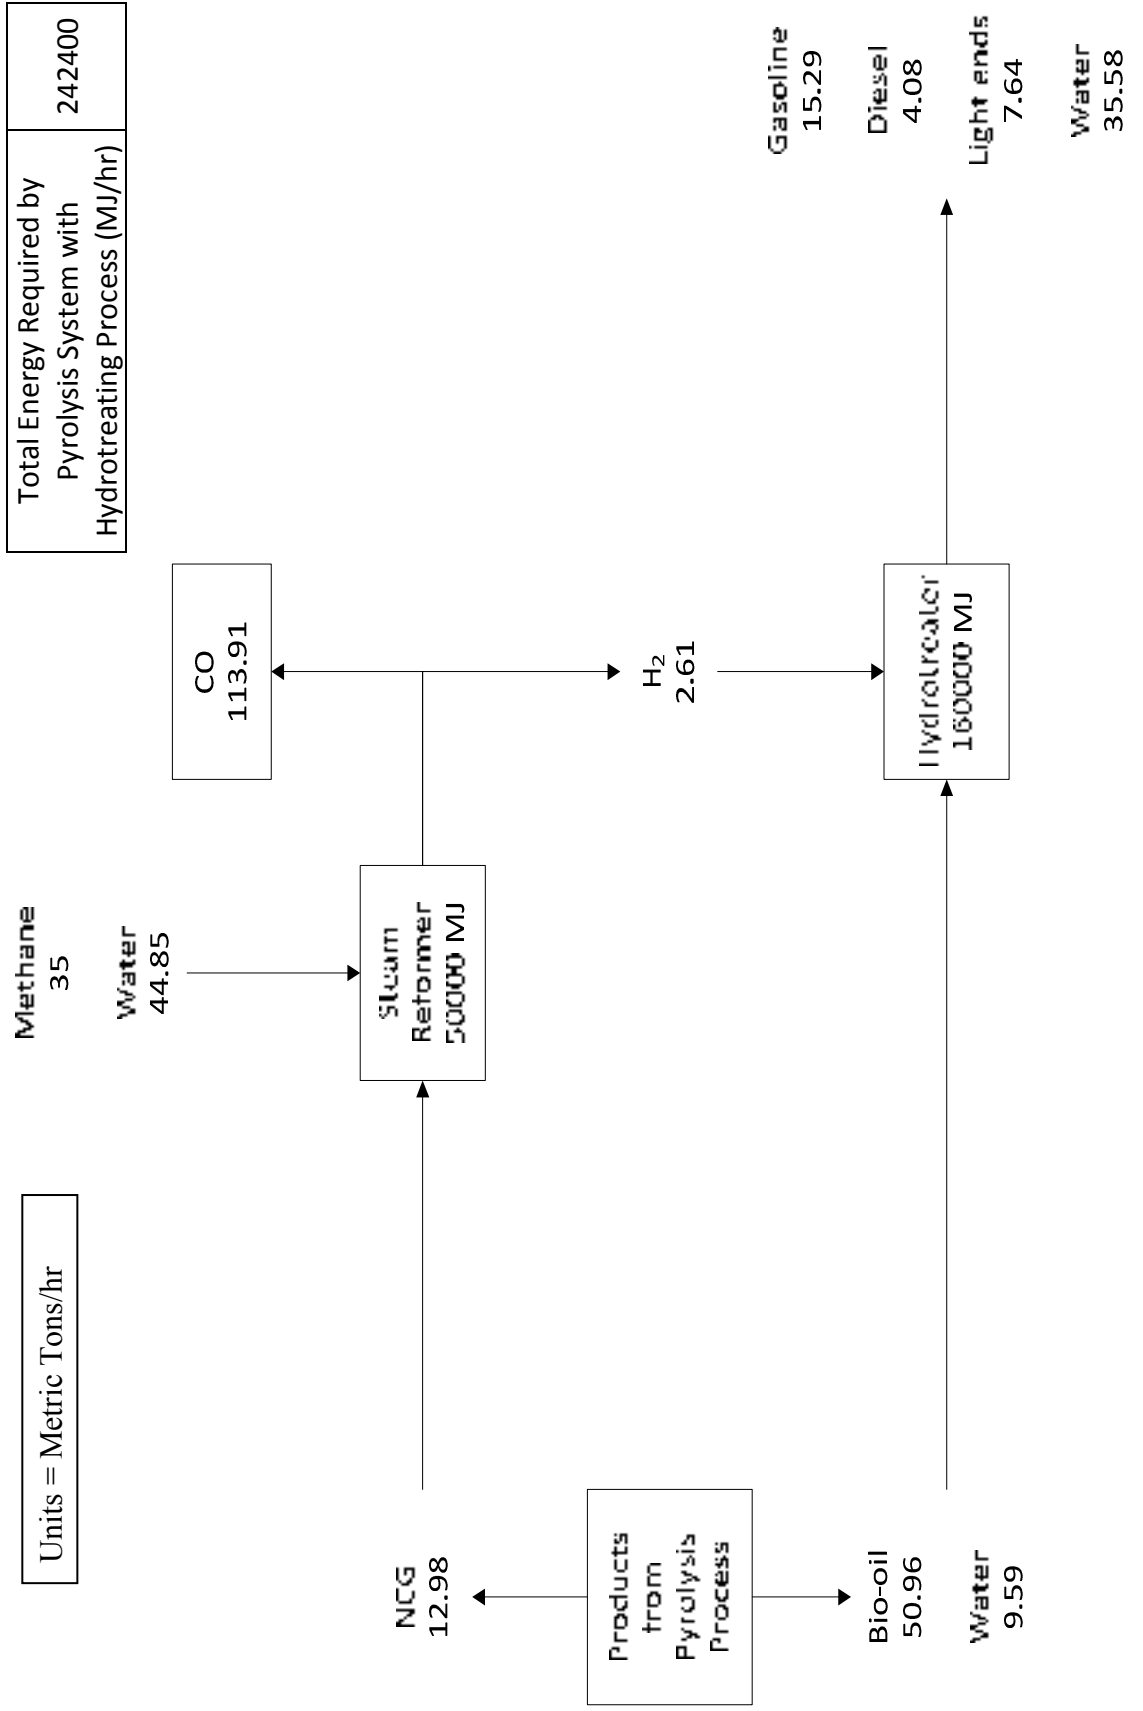 Units = Metric Tons/hr
Total Energy Required by
Pyrolysis System with
Hydrotreating Process (MJ/hr)
242400
Methane
35
Water
44.85
CO
113.91
NCG
12.98
Steam
Reformer
50000 MJ
H₂
2.61
Products
from
Pyrolysis
Process
Bio-oil
50.96
Water
9.59
Hydrotreater
160000 MJ
Gasoline
15.29
Diesel
4.08
Light ends
7.64
Water
35.58